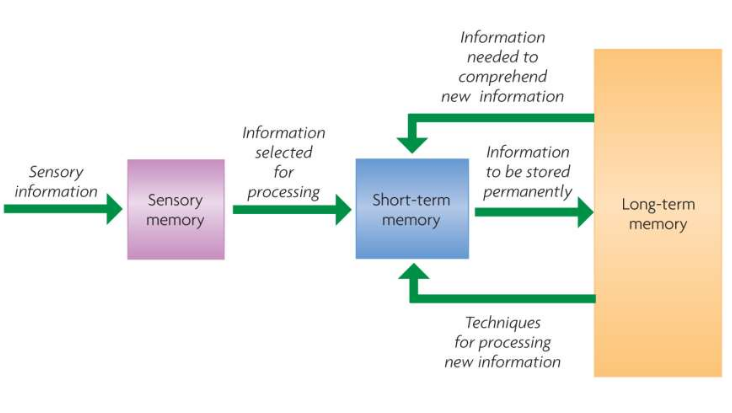 Sensory
information
Sensory
memory
Information
selected
for
processing
Short-term
memory
Information
needed to
comprehend
new information
Information
to be stored
permanently
Techniques
for processing
new information
Long-term
memory